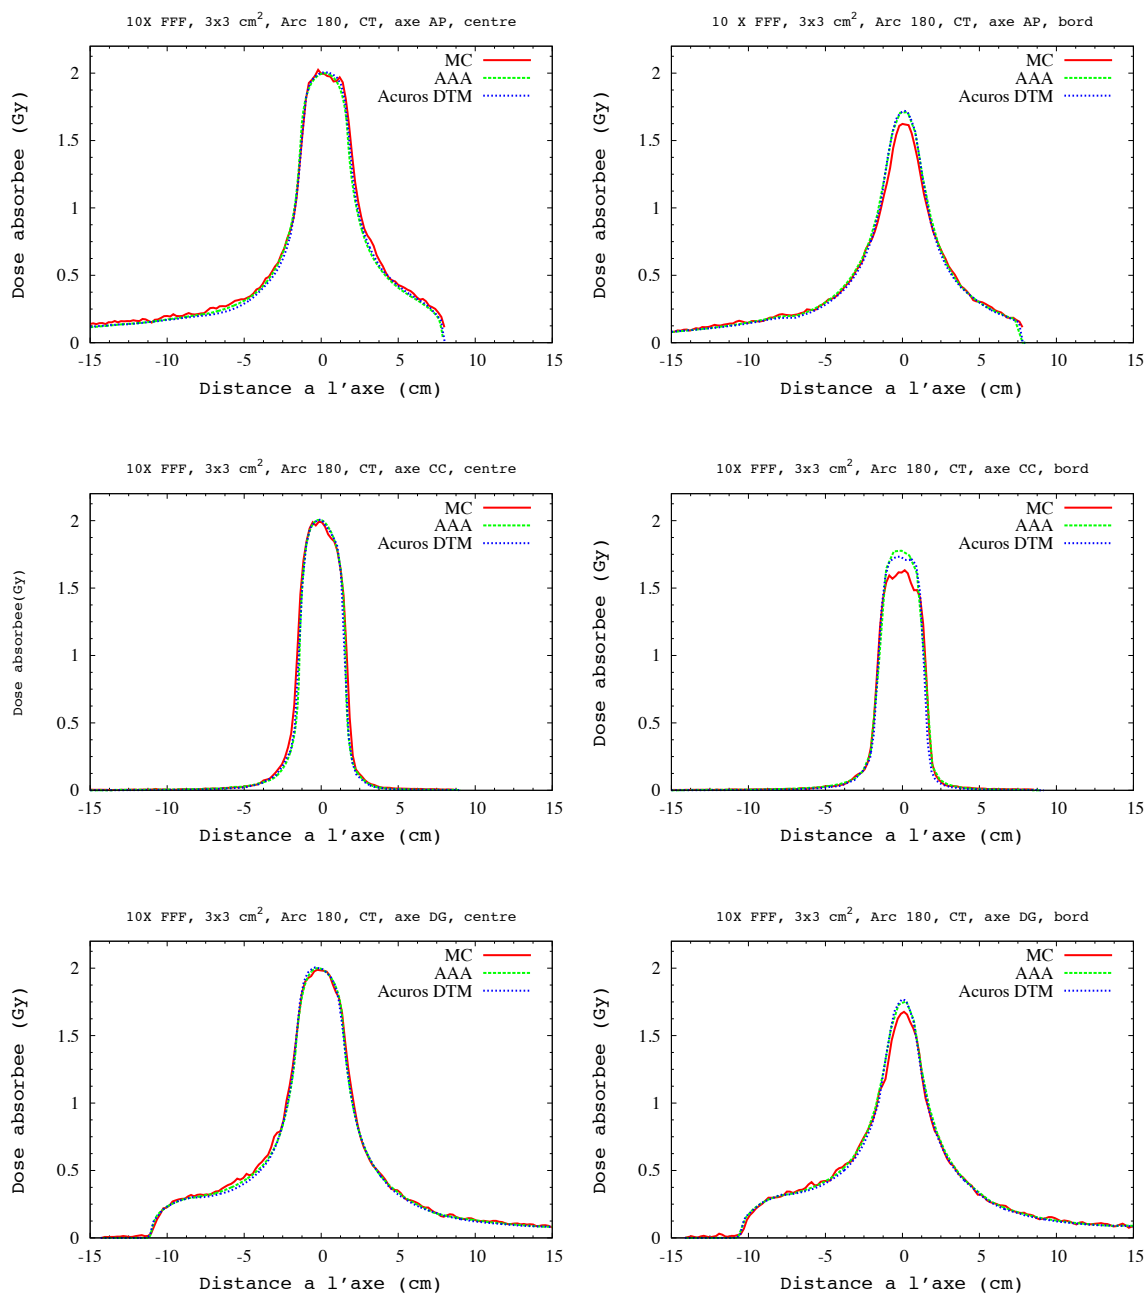 10X FFF, 3x3 cm², Arc 180, CT, axe AP, centre
MC
AAA
Acuros DTM
Dose absorbee (Gy)
2
1.5
1
0.5
0
-15 -10 -5 0 5 10 15
Distance a l'axe (cm)
10 X FFF, 3x3 cm², Arc 180, CT, axe AP, bord
MC
AAA
Acuros DTM
Dose absorbee (Gy)
2
1.5
1
0.5
0
-15 -10 -5 0 5 10 15
Distance a l'axe (cm)
10X FFF, 3x3 cm², Arc 180, CT, axe CC, centre
MC
AAA
Acuros DTM
Dose absorbee(Gy)
2
1.5
1
0.5
0
-15 -10 -5 0 5 10 15
Distance a l'axe (cm)
10X FFF, 3x3 cm², Arc 180, CT, axe CC, bord
MC
AAA
Acuros DTM
Dose absorbee (Gy)
2
1.5
1
0.5
0
-15 -10 -5 0 5 10 15
Distance a l'axe (cm)
10X FFF, 3x3 cm², Arc 180, CT, axe DG, centre
MC
AAA
Acuros DTM
Dose absorbee (Gy)
2
1.5
1
0.5
0
-15 -10 -5 0 5 10 15
Distance a l'axe (cm)
10X FFF, 3x3 cm², Arc 180, CT, axe DG, bord
MC
AAA
Acuros DTM
Dose absorbee (Gy)
2
1.5
1
0.5
0
-15 -10 -5 0 5 10 15
Distance a l'axe (cm)